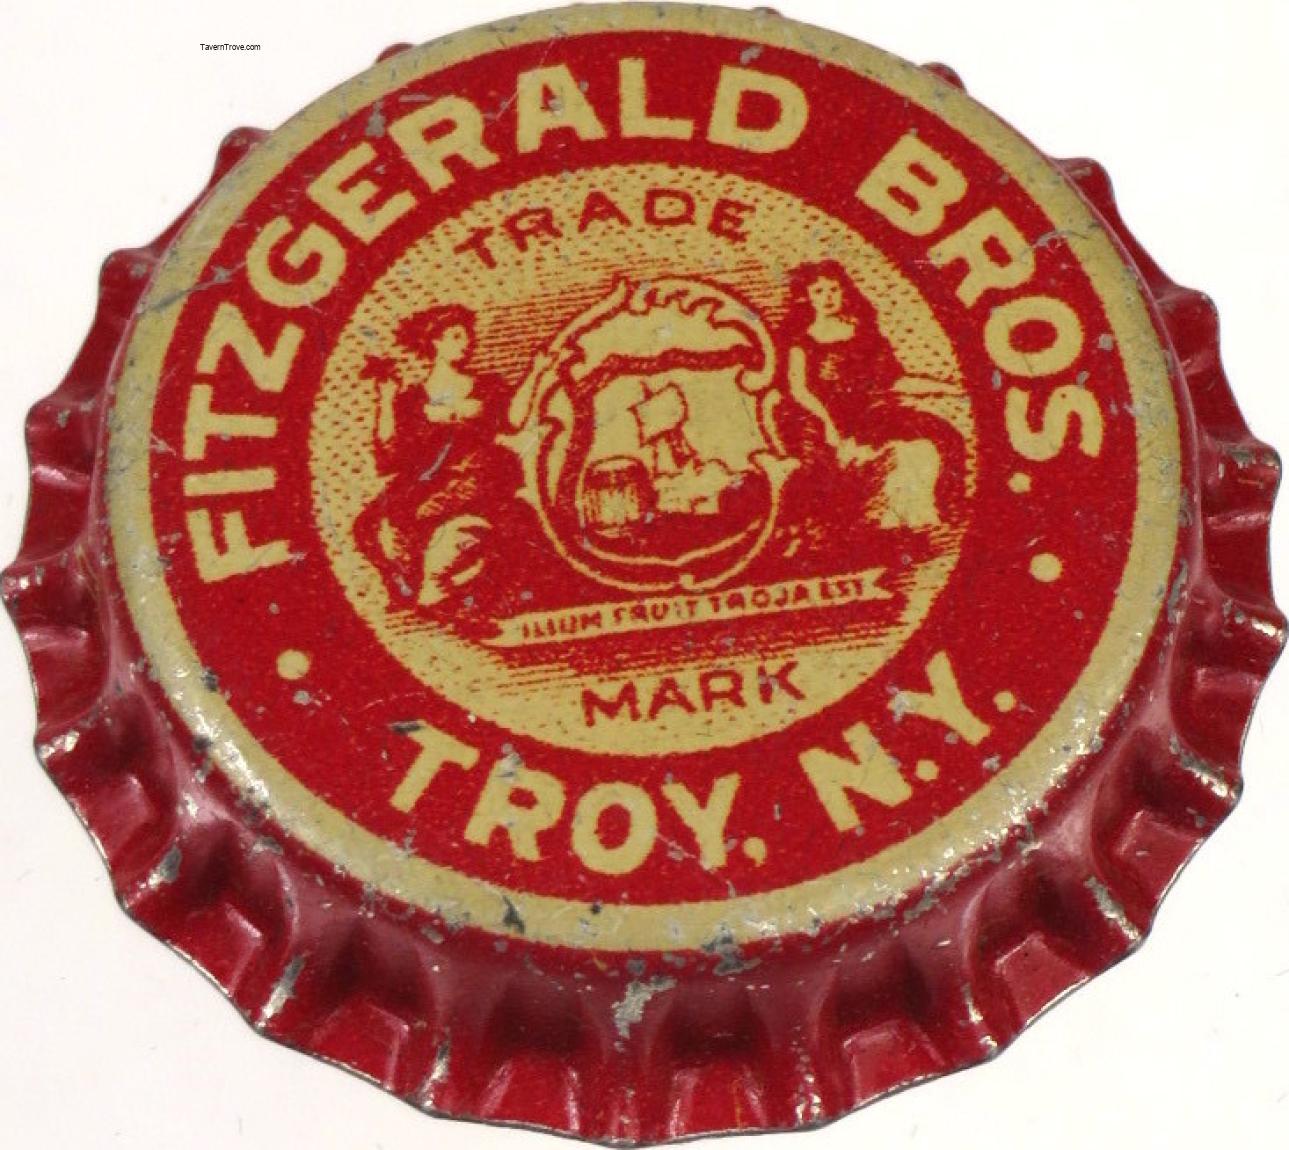 TavernTrove.com
FITZGERALD BROS.
TRADE
ILIUM FRUIT TROJA EST
MARK
TROY, N.Y.